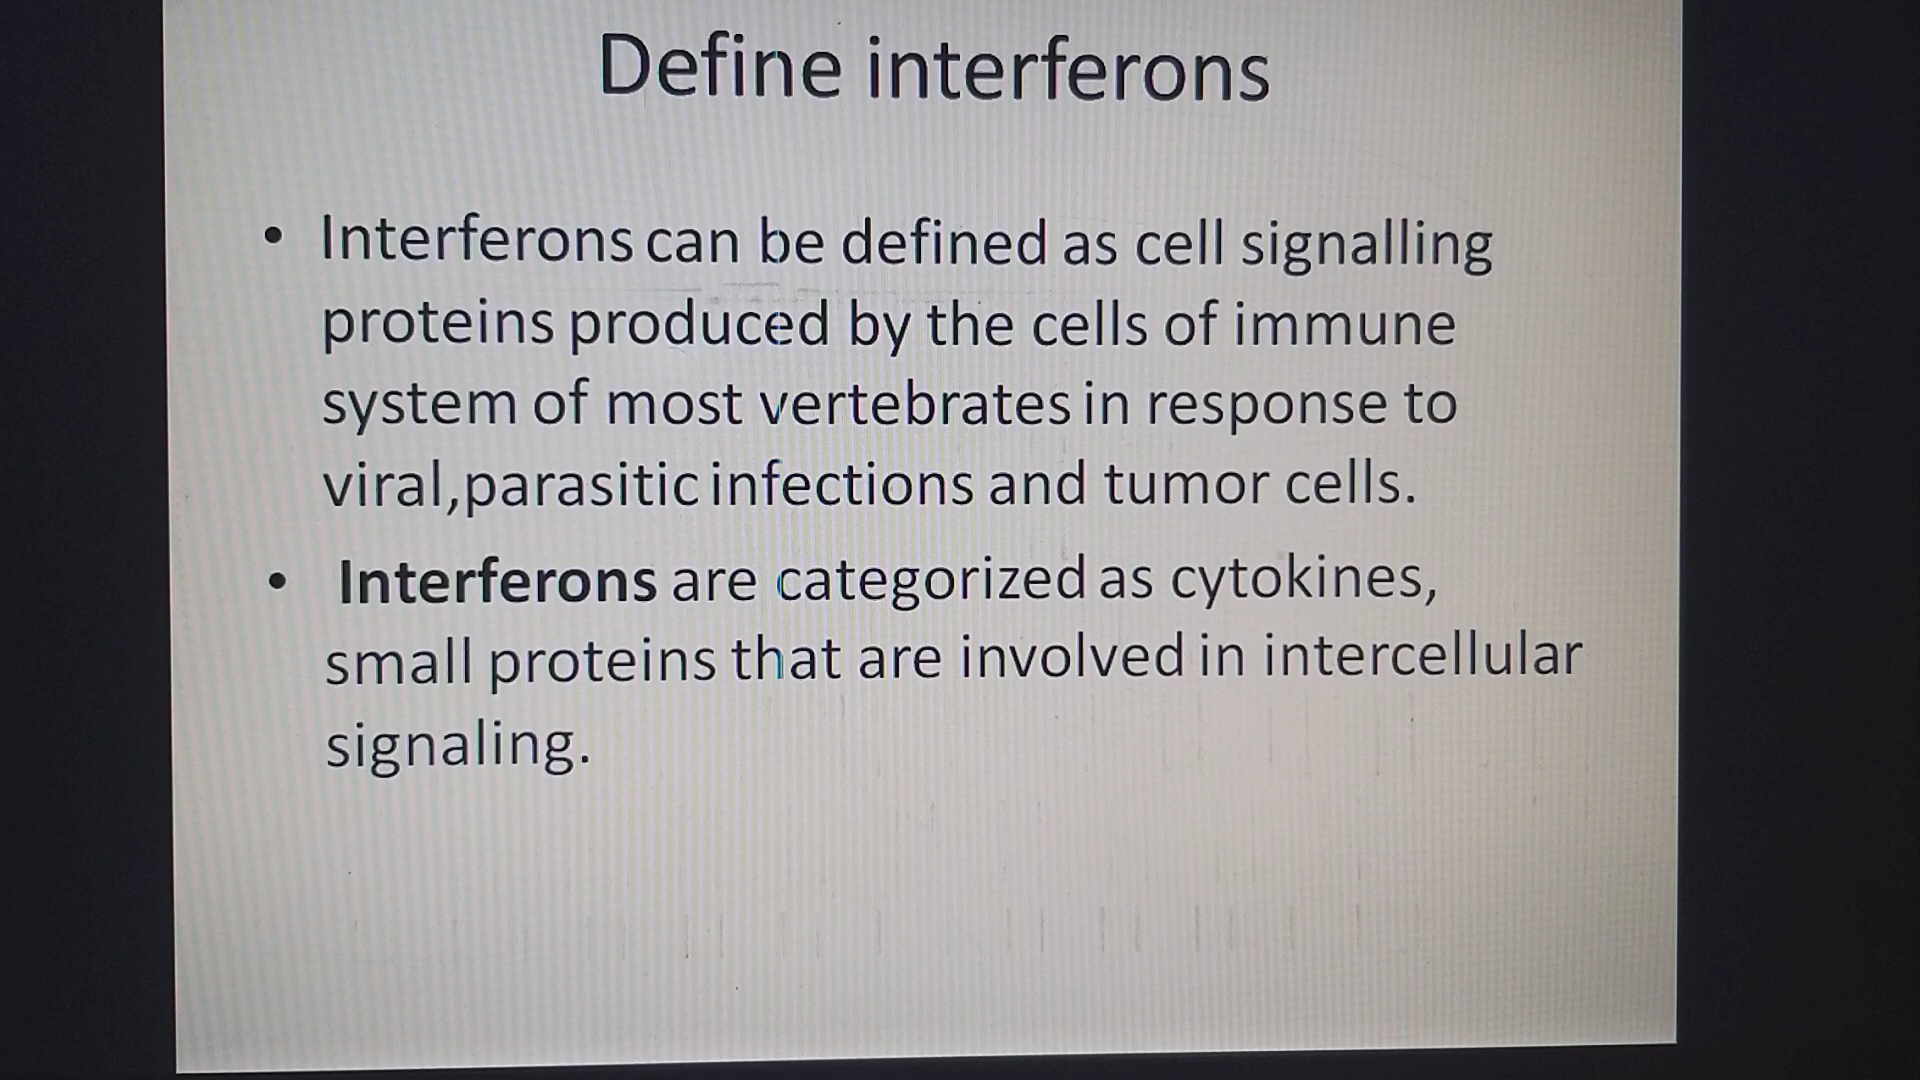 Define interferons
• Interferons can be defined as cell signalling
proteins produced by the cells of immune
system of most vertebrates in response to
viral,parasitic infections and tumor cells.
• Interferons are categorized as cytokines,
small proteins that are involved in intercellular
signaling.